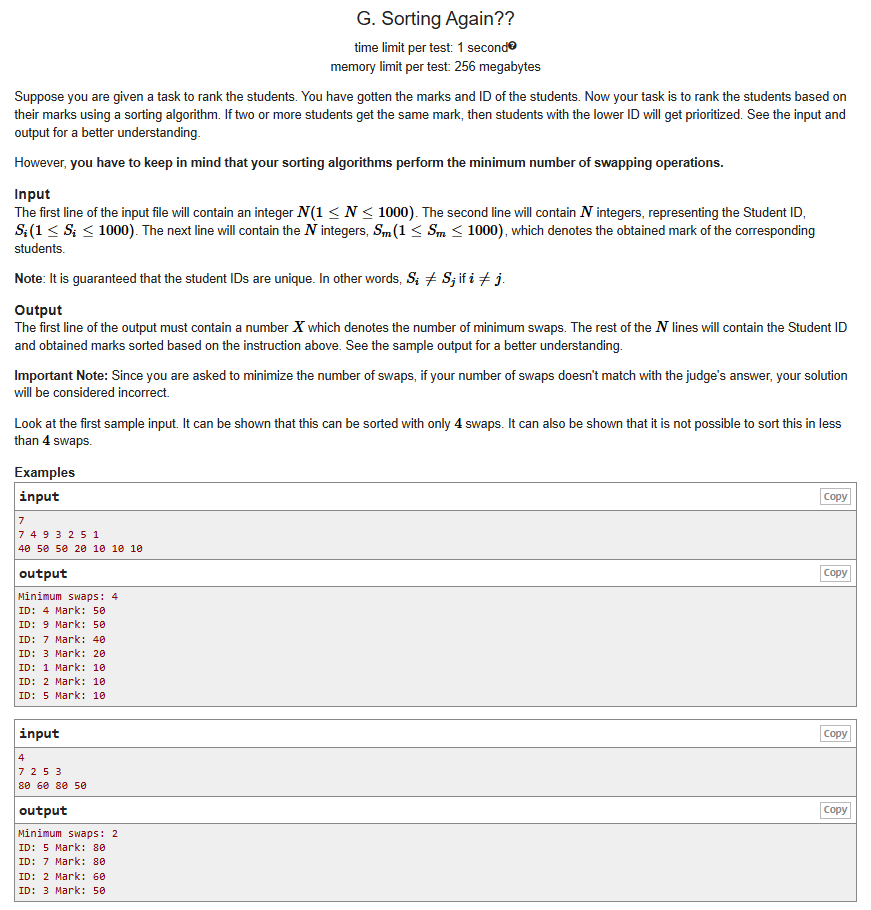 G. Sorting Again??
time limit per test: 1 second?
memory limit per test: 256 megabytes
Suppose you are given a task to rank the students. You have gotten the marks and ID of the students. Now your task is to rank the students based on
their marks using a sorting algorithm. If two or more students get the same mark, then students with the lower ID will get prioritized. See the input and
output for a better understanding.
However, you have to keep in mind that your sorting algorithms perform the minimum number of swapping operations.
Input
The first line of the input file will contain an integer N(1 ≤ N ≤ 1000). The second line will contain N integers, representing the Student ID,
Sᵢ(1 ≤ Sᵢ ≤ 1000). The next line will contain the N integers, Sₘ(1 ≤ Sₘ ≤ 1000), which denotes the obtained mark of the corresponding
students.
Note: It is guaranteed that the student IDs are unique. In other words, Sᵢ ≠ Sⱼ if i ≠ j.
Output
The first line of the output must contain a number X which denotes the number of minimum swaps. The rest of the N lines will contain the Student ID
and obtained marks sorted based on the instruction above. See the sample output for a better understanding.
Important Note: Since you are asked to minimize the number of swaps, if your number of swaps doesn't match with the judge's answer, your solution
will be considered incorrect.
Look at the first sample input. It can be shown that this can be sorted with only 4 swaps. It can also be shown that it is not possible to sort this in less
than 4 swaps.
Examples
input Copy
7
7 4 9 3 2 5 1
40 50 50 20 10 10 10
output Copy
Minimum swaps: 4
ID: 4 Mark: 50
ID: 9 Mark: 50
ID: 7 Mark: 40
ID: 3 Mark: 20
ID: 1 Mark: 10
ID: 2 Mark: 10
ID: 5 Mark: 10
input Copy
4
7 2 5 3
80 60 80 50
output Copy
Minimum swaps: 2
ID: 5 Mark: 80
ID: 7 Mark: 80
ID: 2 Mark: 60
ID: 3 Mark: 50